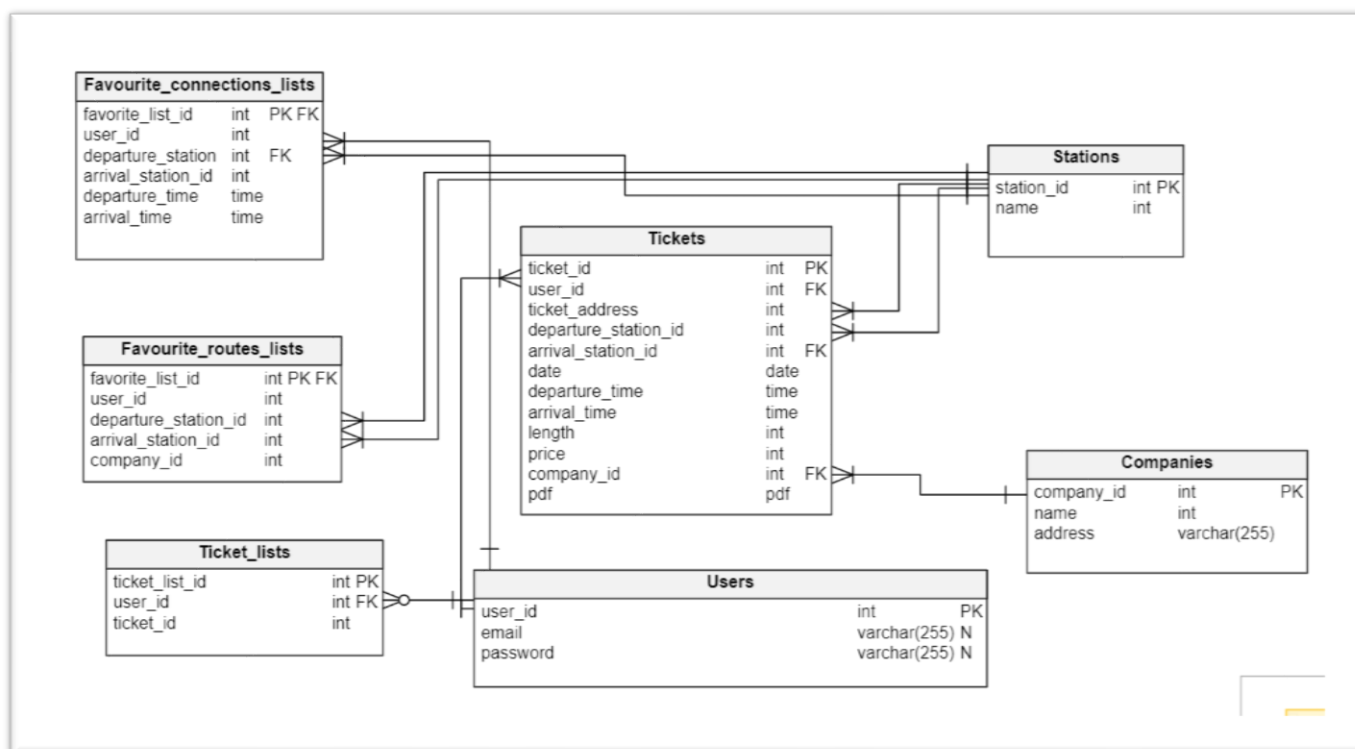 Favourite_connections_lists
favorite_list_id int PK FK
user_id int
departure_station int FK
arrival_station_id int
departure_time time
arrival_time time
Stations
station_id int PK
name int
Tickets
ticket_id int PK
user_id int FK
ticket_address int
departure_station_id int
arrival_station_id int FK
date date
departure_time time
arrival_time time
length int
price int
company_id int FK
pdf pdf
Favourite_routes_lists
favorite_list_id int PK FK
user_id int
departure_station_id int
arrival_station_id int
company_id int
Companies
company_id int PK
name int
address varchar(255)
Ticket_lists
ticket_list_id int PK
user_id int FK
ticket_id int
Users
user_id int PK
email varchar(255) N
password varchar(255) N